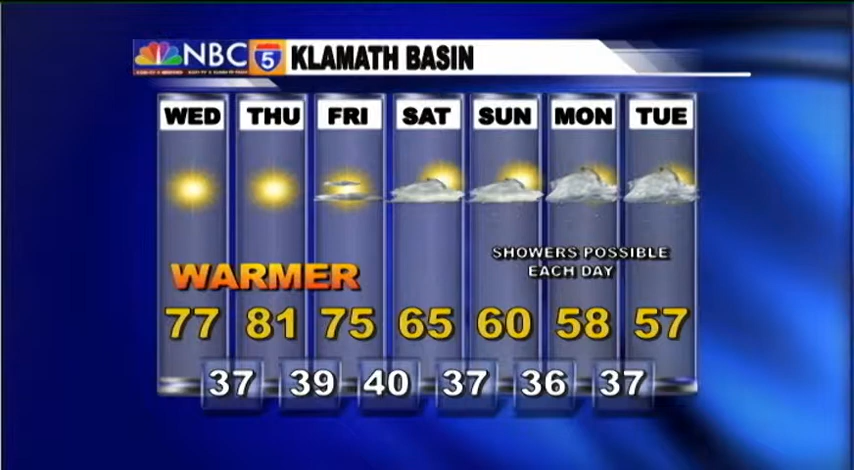 NBC 5 KLAMATH BASIN
WED THU FRI SAT SUN MON TUE
SHOWERS POSSIBLE
EACH DAY
WARMER
77 81 75 65 60 58 57
37 39 40 37 36 37